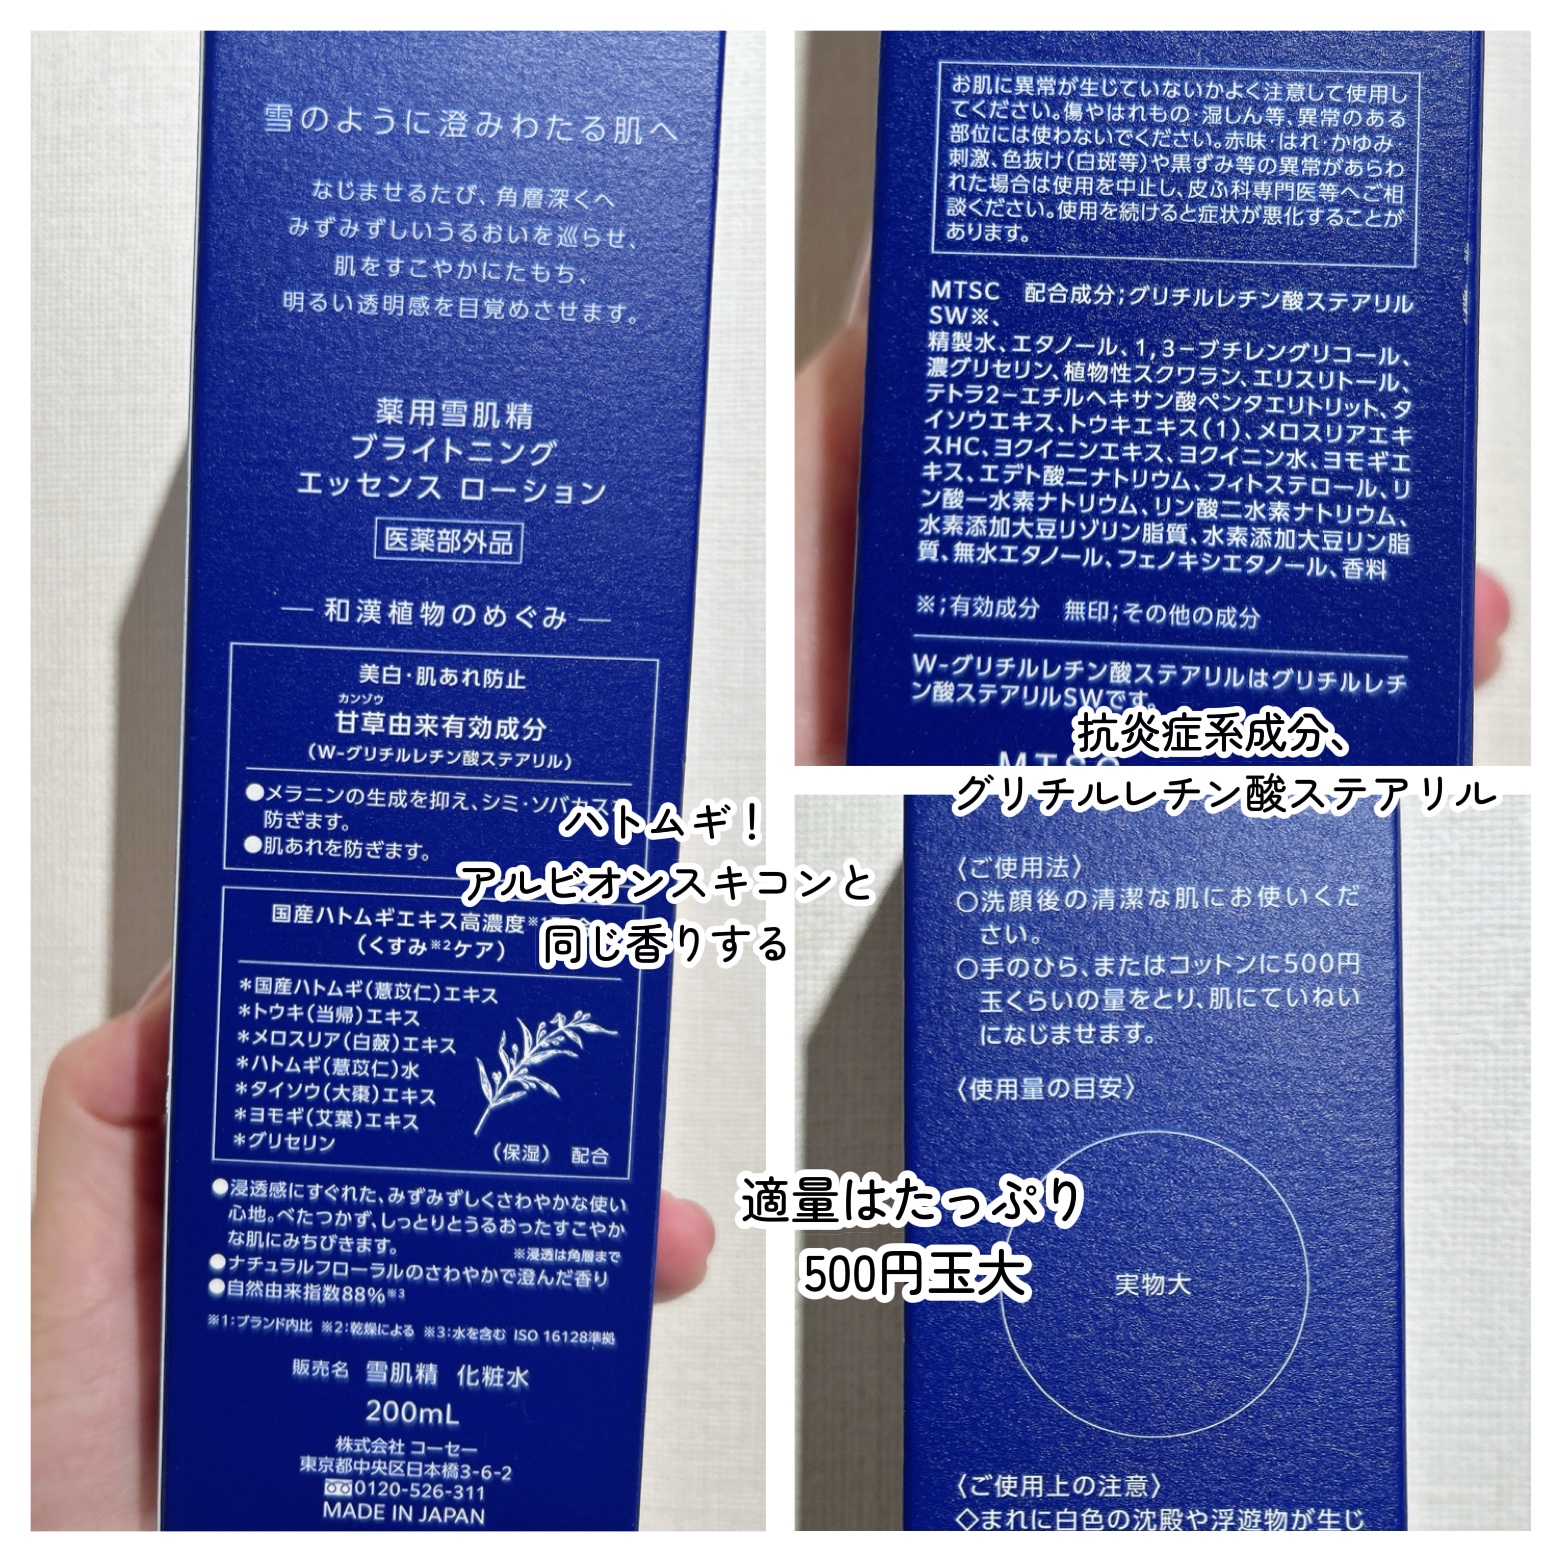 雪のように澄みわたる肌へ
なじませるたび、角層深くへ
みずみずしいうるおいを巡らせ、
肌をすこやかにたもち、
明るい透明感を目覚めさせます。
薬用雪肌精
ブライトニング
エッセンス ローション
医薬部外品
― 和漢植物のめぐみ ―
美白・肌あれ防止
カンゾウ
甘草由来有効成分
(W-グリチルレチン酸ステアリル)
●メラニンの生成を抑え、シミ・ソバカスを
防ぎます。
●肌あれを防ぎます。
国産ハトムギエキス高濃度※1
(くすみ※2ケア)
*国産ハトムギ(薏苡仁)エキス
*トウキ(当帰)エキス
*メロスリア(白蘞)エキス
*ハトムギ(薏苡仁)水
*タイソウ(大棗)エキス
*ヨモギ(艾葉)エキス
*グリセリン
(保湿) 配合
●浸透感にすぐれた、みずみずしくさわやかな使い
心地。べたつかず、しっとりとうるおったすこやか
な肌にみちびきます。
※浸透は角層まで
●ナチュラルフローラルのさわやかで澄んだ香り
●自然由来指数88%※3
※1:ブランド内比 ※2:乾燥による ※3:水を含む ISO 16128準拠
販売名 雪肌精 化粧水
200mL
株式会社 コーセー
東京都中央区日本橋3-6-2
0120-526-311
MADE IN JAPAN
ハトムギ！
アルビオンスキコンと
同じ香りする
お肌に異常が生じていないかよく注意して使用し
てください。傷やはれもの・湿しん等、異常のある
部位には使わないでください。赤味・はれ・かゆみ・
刺激、色抜け(白斑等)や黒ずみ等の異常があらわ
れた場合は使用を中止し、皮ふ科専門医等へご相
談ください。使用を続けると症状が悪化することが
あります。
MTSC 配合成分;グリチルレチン酸ステアリル
SW※、
精製水、エタノール、1,3-ブチレングリコール、
濃グリセリン、植物性スクワラン、エリスリトール、
テトラ2-エチルヘキサン酸ペンタエリトリット、タ
イソウエキス、トウキエキス(1)、メロスリアエキ
スHC、ヨクイニンエキス、ヨクイニン水、ヨモギエ
キス、エデト酸二ナトリウム、フィトステロール、リ
ン酸一水素ナトリウム、リン酸二水素ナトリウム、
水素添加大豆リゾリン脂質、水素添加大豆リン脂
質、無水エタノール、フェノキシエタノール、香料
※;有効成分 無印;その他の成分
W-グリチルレチン酸ステアリルはグリチルレチ
ン酸ステアリルSWです。
抗炎症系成分、
グリチルレチン酸ステアリル
〈ご使用法〉
○洗顔後の清潔な肌にお使いくだ
さい。
○手のひら、またはコットンに500円
玉くらいの量をとり、肌にていねい
になじませます。
〈使用量の目安〉
実物大
適量はたっぷり
500円玉大
〈ご使用上の注意〉
◇まれに白色の沈殿や浮遊物が生じ